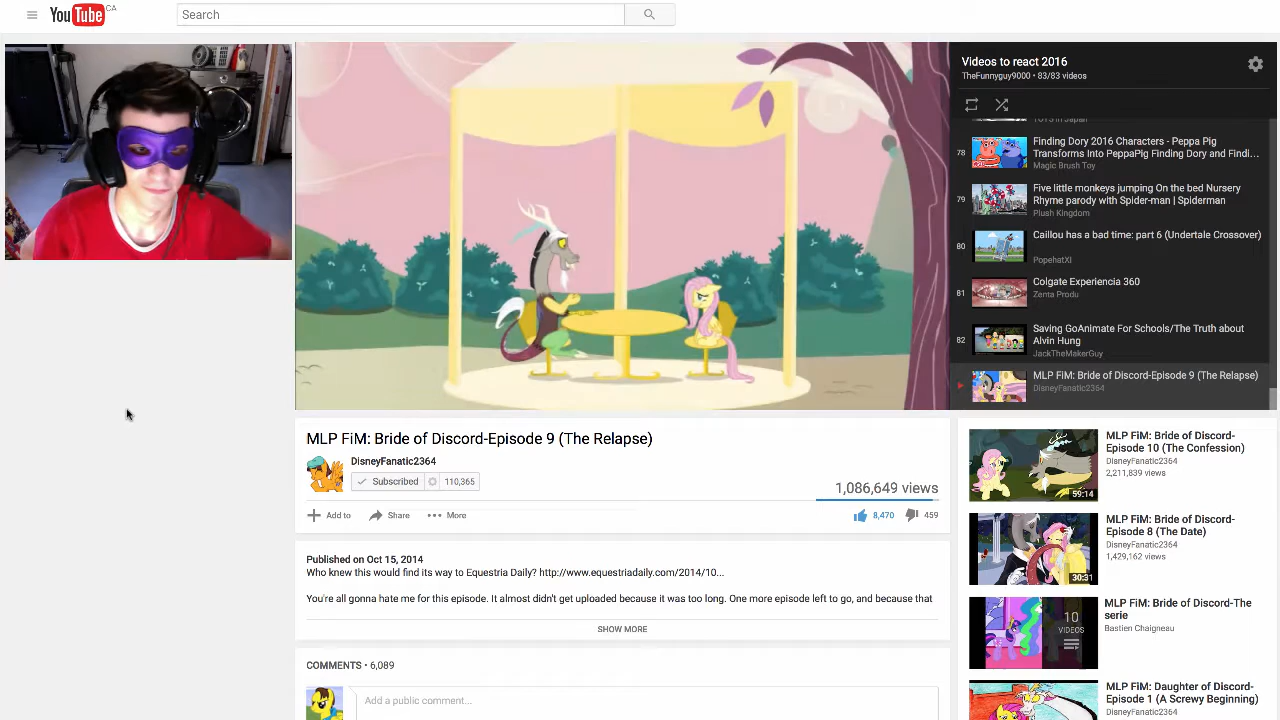 YouTube CA
Search
Videos to react 2016
TheFunnyguy9000 • 83/83 videos
78
Finding Dory 2016 Characters - Peppa Pig
Transforms Into PeppaPig Finding Dory and Findi...
Magic Brush Toy
79
Five little monkeys jumping On the bed Nursery
Rhyme parody with Spider-man | Spiderman
Plush Kingdom
80
Caillou has a bad time: part 6 (Undertale Crossover)
PopehatXI
81
Colgate Experiencia 360
Zenta Produ
82
Saving GoAnimate For Schools/The Truth about
Alvin Hung
JackTheMakerGuy
MLP FiM: Bride of Discord-Episode 9 (The Relapse)
DisneyFanatic2364
MLP FiM: Bride of Discord-Episode 9 (The Relapse)
DisneyFanatic2364
Subscribed 110,365
1,086,649 views
Add to Share More
8,470 459
Published on Oct 15, 2014
Who knew this would find its way to Equestria Daily? http://www.equestriadaily.com/2014/10...
You're all gonna hate me for this episode. It almost didn't get uploaded because it was too long. One more episode left to go, and because that
SHOW MORE
COMMENTS • 6,089
Add a public comment...
MLP FiM: Bride of Discord-
Episode 10 (The Confession)
DisneyFanatic2364
2,211,839 views
59:14
MLP FiM: Bride of Discord-
Episode 8 (The Date)
DisneyFanatic2364
1,429,162 views
30:31
MLP FiM: Bride of Discord-The
serie
Bastien Chaigneau
10
VIDEOS
MLP FiM: Daughter of Discord-
Episode 1 (A Screwy Beginning)
DisneyFanatic2364